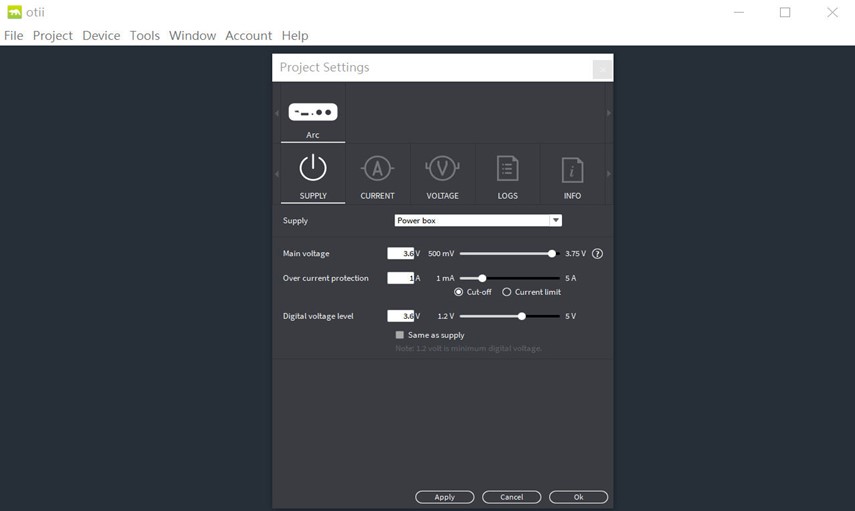 otii
File Project Device Tools Window Account Help
Project Settings
Arc
SUPPLY CURRENT VOLTAGE LOGS INFO
Supply Power box
Main voltage 3.6 V 500 mV 3.75 V ?
Over current protection 1 A 1 mA 5 A
Cut-off Current limit
Digital voltage level 3.6 V 1.2 V 5 V
Same as supply
Note: 1.2 volt is minimum digital voltage.
Apply Cancel Ok